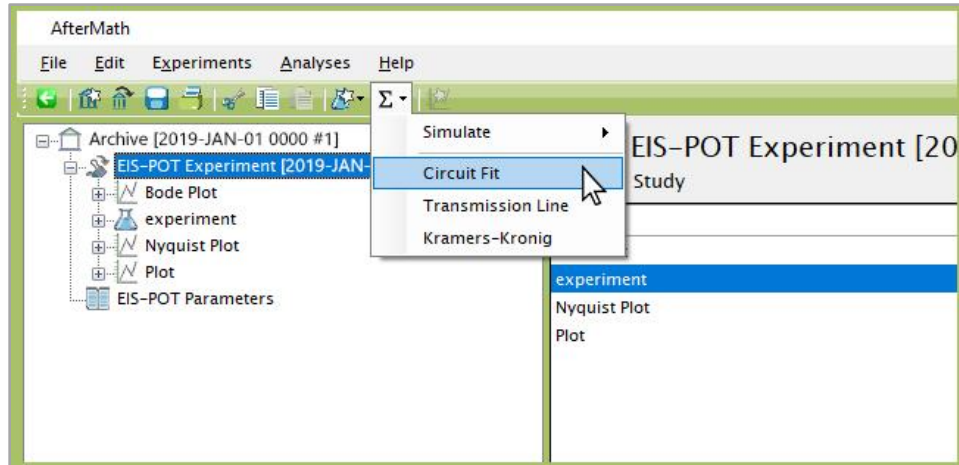 AfterMath
File Edit Experiments Analyses Help
Σ
Archive [2019-JAN-01 0000 #1]
EIS-POT Experiment [2019-JAN-
Bode Plot
experiment
Nyquist Plot
Plot
EIS-POT Parameters
Simulate
Circuit Fit
Transmission Line
Kramers-Kronig
EIS-POT Experiment [20
Study
experiment
Nyquist Plot
Plot